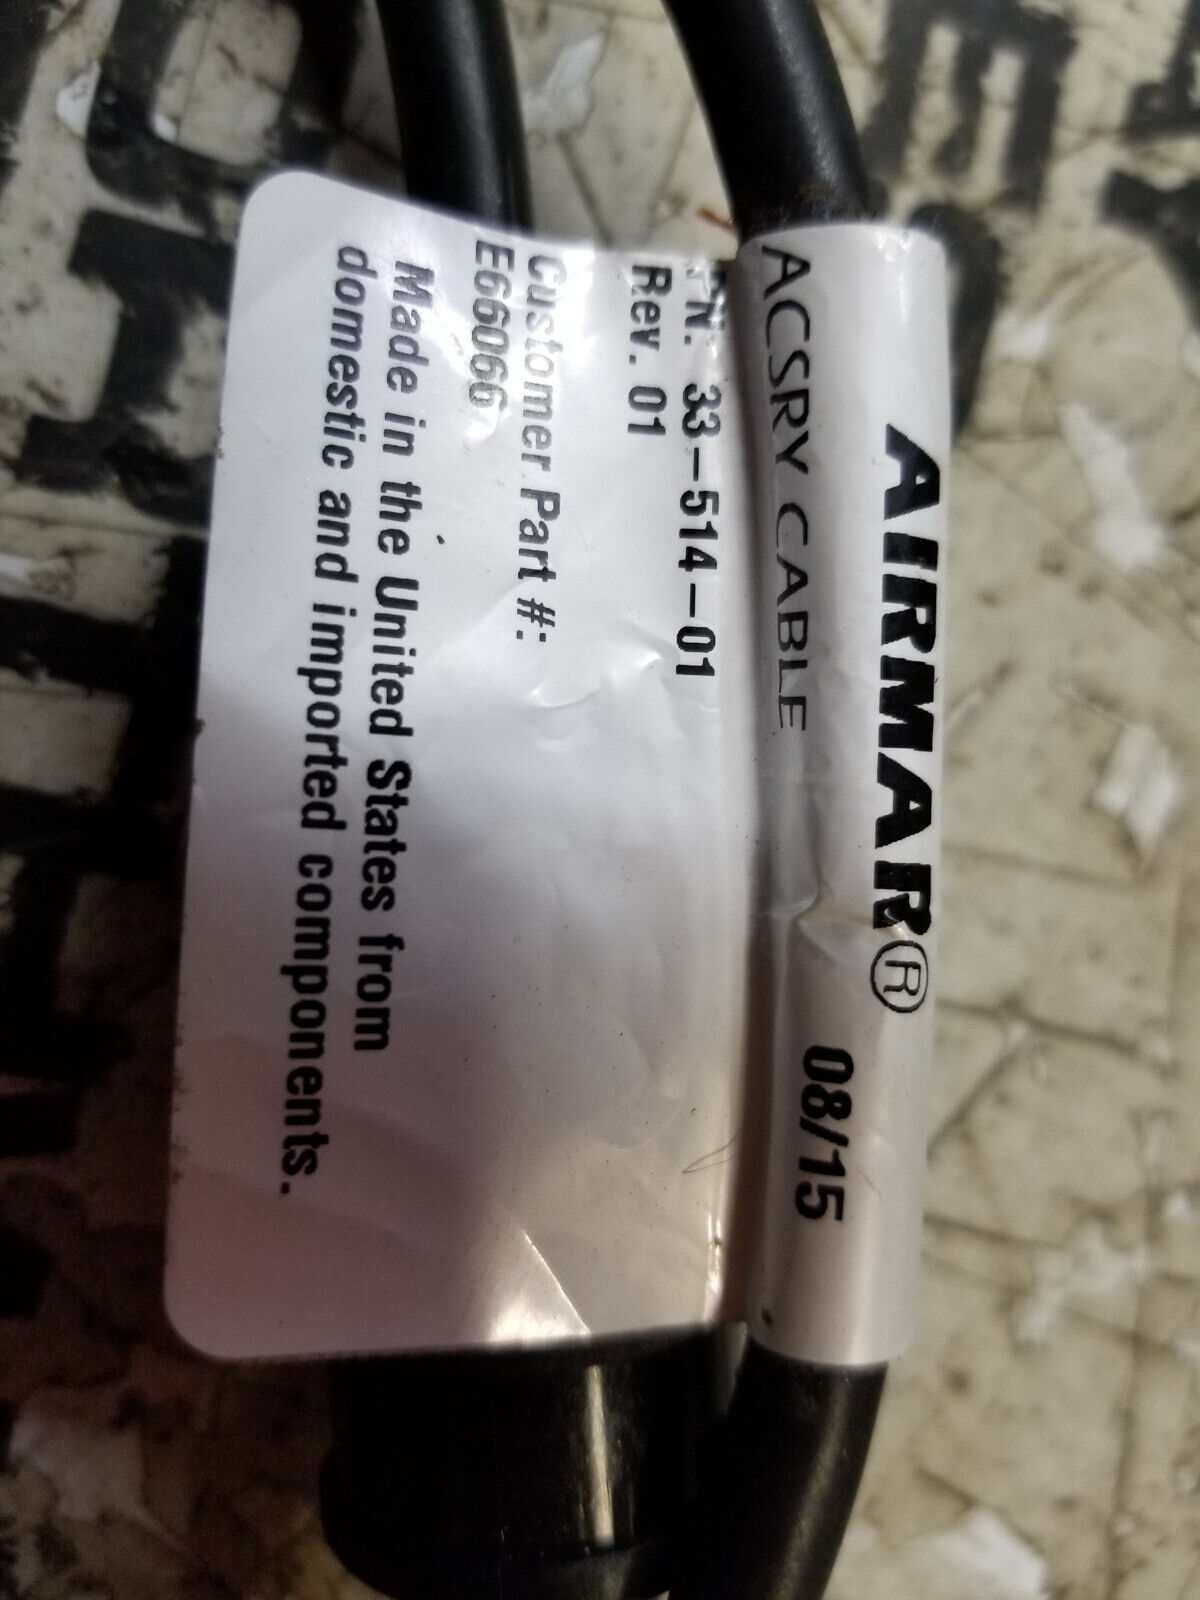 AIRMAR®
08/15
ACSRY CABLE
PN: 33-514-01
Rev. 01
Customer Part #:
E66066
Made in the United States from
domestic and imported components.